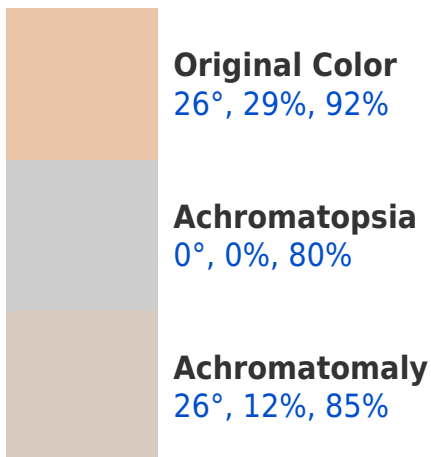 Original Color
26°, 29%, 92%
Achromatopsia
0°, 0%, 80%
Achromatomaly
26°, 12%, 85%